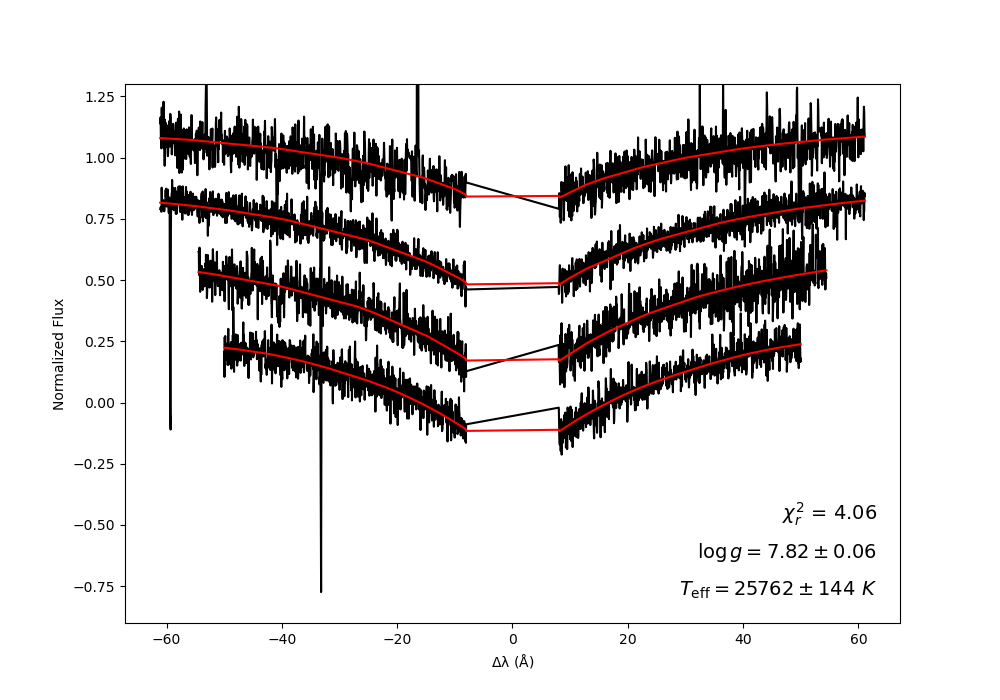 1.25
1.00
0.75
0.50
0.25
0.00
−0.25
−0.50
−0.75
Normalized Flux
χ²ᵣ = 4.06
log g = 7.82 ± 0.06
T_eff = 25762 ± 144 K
−60 −40 −20 0 20 40 60
Δλ (Å)